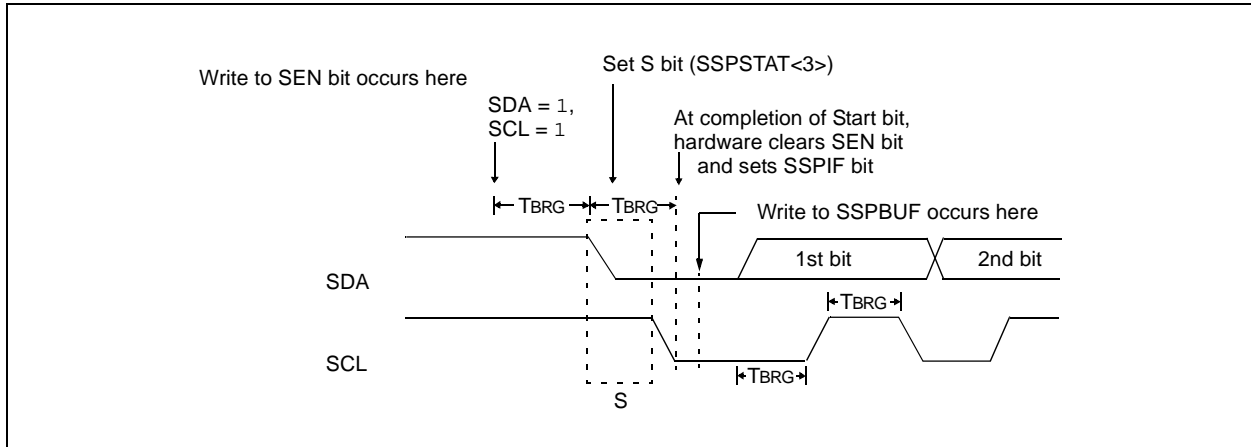 Write to SEN bit occurs here
Set S bit (SSPSTAT<3>)
SDA = 1,
SCL = 1
At completion of Start bit,
hardware clears SEN bit
and sets SSPIF bit
TBRG
TBRG
Write to SSPBUF occurs here
SDA
1st bit
2nd bit
TBRG
SCL
TBRG
S